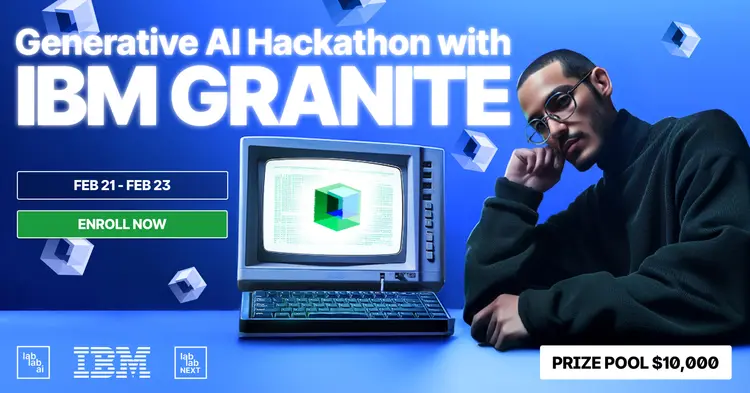 Generative AI Hackathon with
IBM GRANITE
FEB 21 - FEB 23
ENROLL NOW
lab
lab
ai
IBM
lab
lab
NEXT
PRIZE POOL $10,000